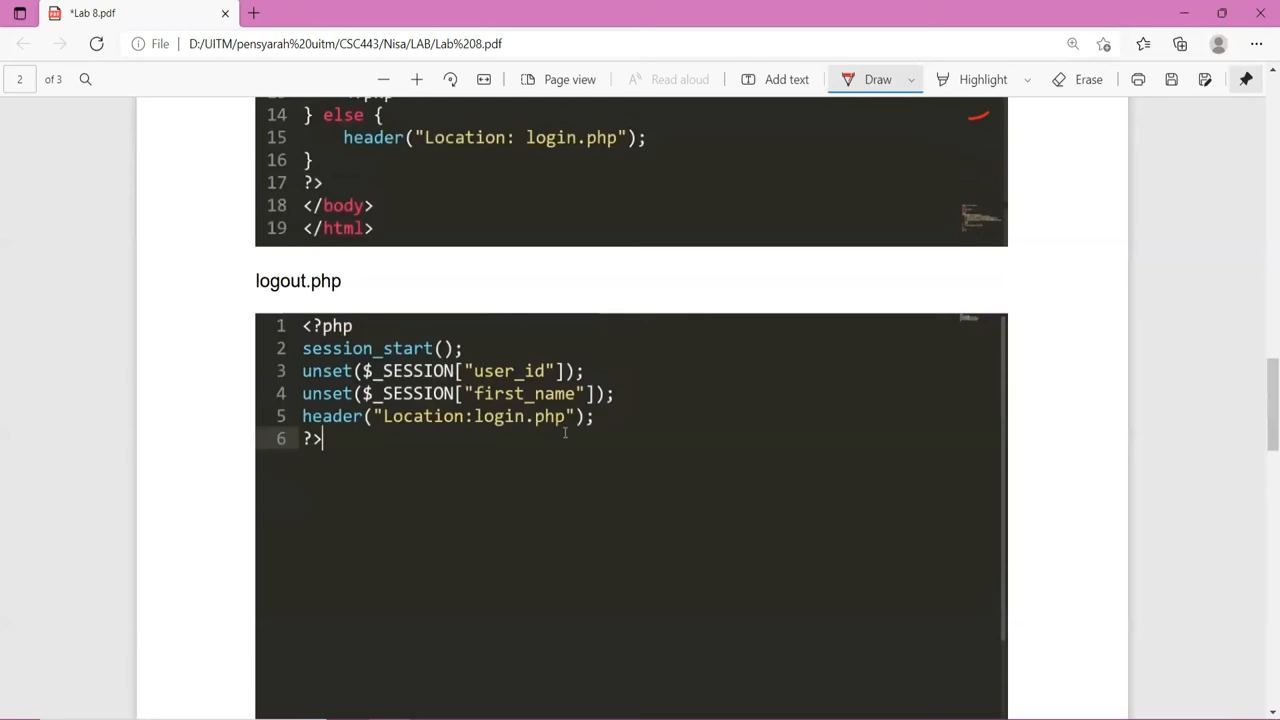 *Lab 8.pdf
File D:/UITM/pensyarah%20uitm/CSC443/Nisa/LAB/Lab%208.pdf
2 of 3 Page view Read aloud Add text Draw Highlight Erase
14 } else {
15 header("Location: login.php");
16 }
17 ?>
18 </body>
19 </html>
logout.php
1 <?php
2 session_start();
3 unset($_SESSION["user_id"]);
4 unset($_SESSION["first_name"]);
5 header("Location:login.php");
6 ?>